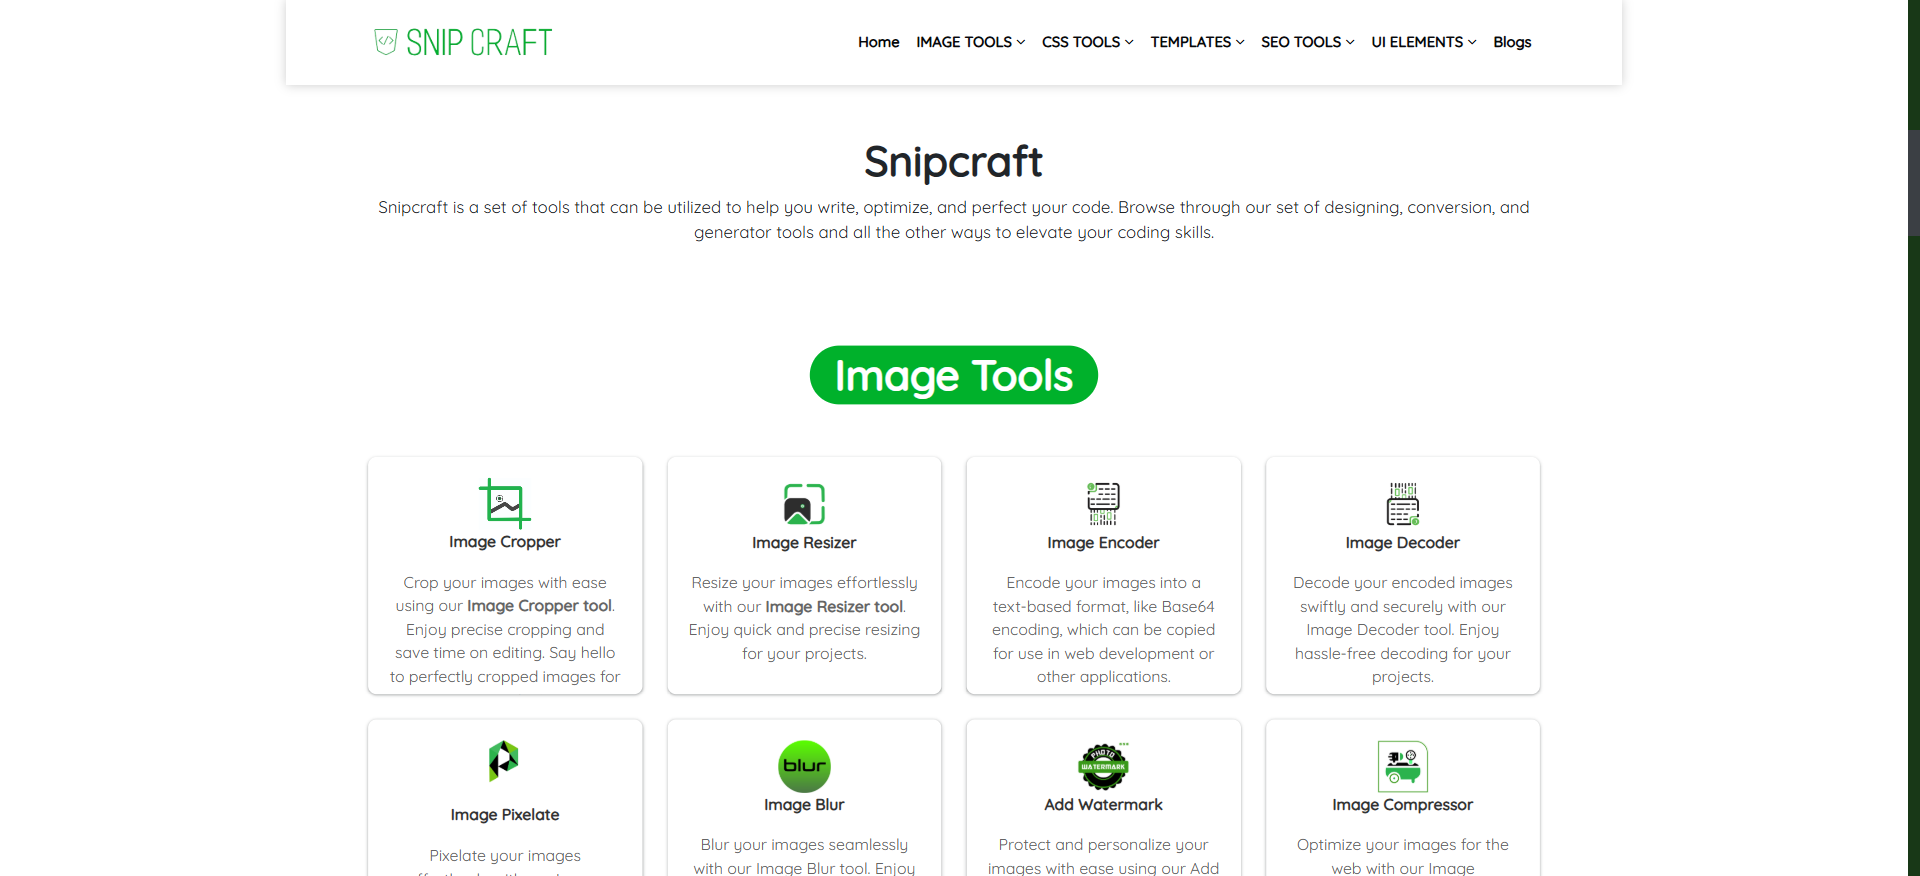 SNIP CRAFT
Home IMAGE TOOLS CSS TOOLS TEMPLATES SEO TOOLS UI ELEMENTS Blogs
Snipcraft
Snipcraft is a set of tools that can be utilized to help you write, optimize, and perfect your code. Browse through our set of designing, conversion, and
generator tools and all the other ways to elevate your coding skills.
Image Tools
Image Cropper
Crop your images with ease
using our Image Cropper tool.
Enjoy precise cropping and
save time on editing. Say hello
to perfectly cropped images for
Image Resizer
Resize your images effortlessly
with our Image Resizer tool.
Enjoy quick and precise resizing
for your projects.
Image Encoder
Encode your images into a
text-based format, like Base64
encoding, which can be copied
for use in web development or
other applications.
Image Decoder
Decode your encoded images
swiftly and securely with our
Image Decoder tool. Enjoy
hassle-free decoding for your
projects.
Image Pixelate
Pixelate your images
blur
Image Blur
Blur your images seamlessly
with our Image Blur tool. Enjoy
PHOTO
WATERMARK
Add Watermark
Protect and personalize your
images with ease using our Add
Image Compressor
Optimize your images for the
web with our Image